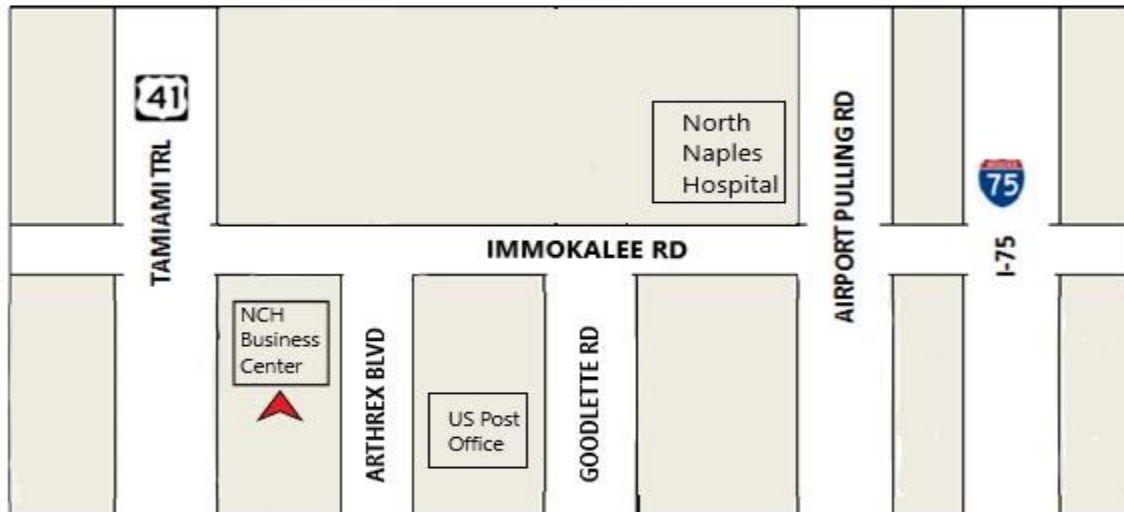 41
TAMIAMI TRL
North
Naples
Hospital
AIRPORT PULLING RD
75
I-75
IMMOKALEE RD
NCH
Business
Center
ARTHREX BLVD
US Post
Office
GOODLETTE RD